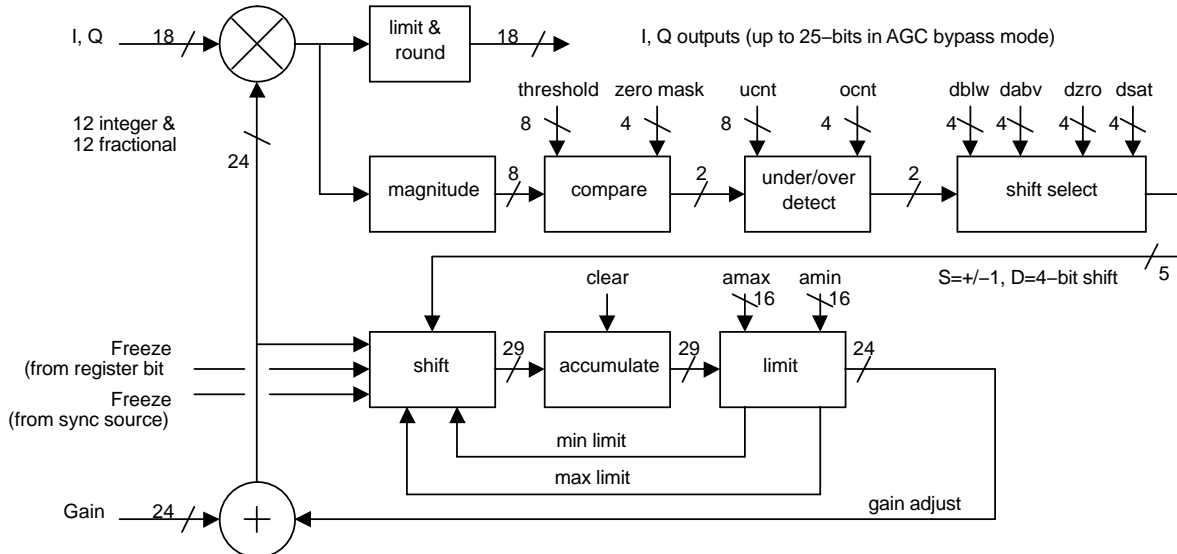 I, Q
18
limit &
round
18
I, Q outputs (up to 25−bits in AGC bypass mode)
12 integer &
12 fractional
24
threshold
8
zero mask
4
ucnt
8
ocnt
4
dblw
4
dabv
4
dzro
4
dsat
4
magnitude
8
compare
2
under/over
detect
2
shift select
5
S=+/−1, D=4−bit shift
clear
amax
16
amin
16
Freeze
(from register bit
Freeze
(from sync source)
shift
29
accumulate
29
limit
24
min limit
max limit
gain adjust
Gain
24
+